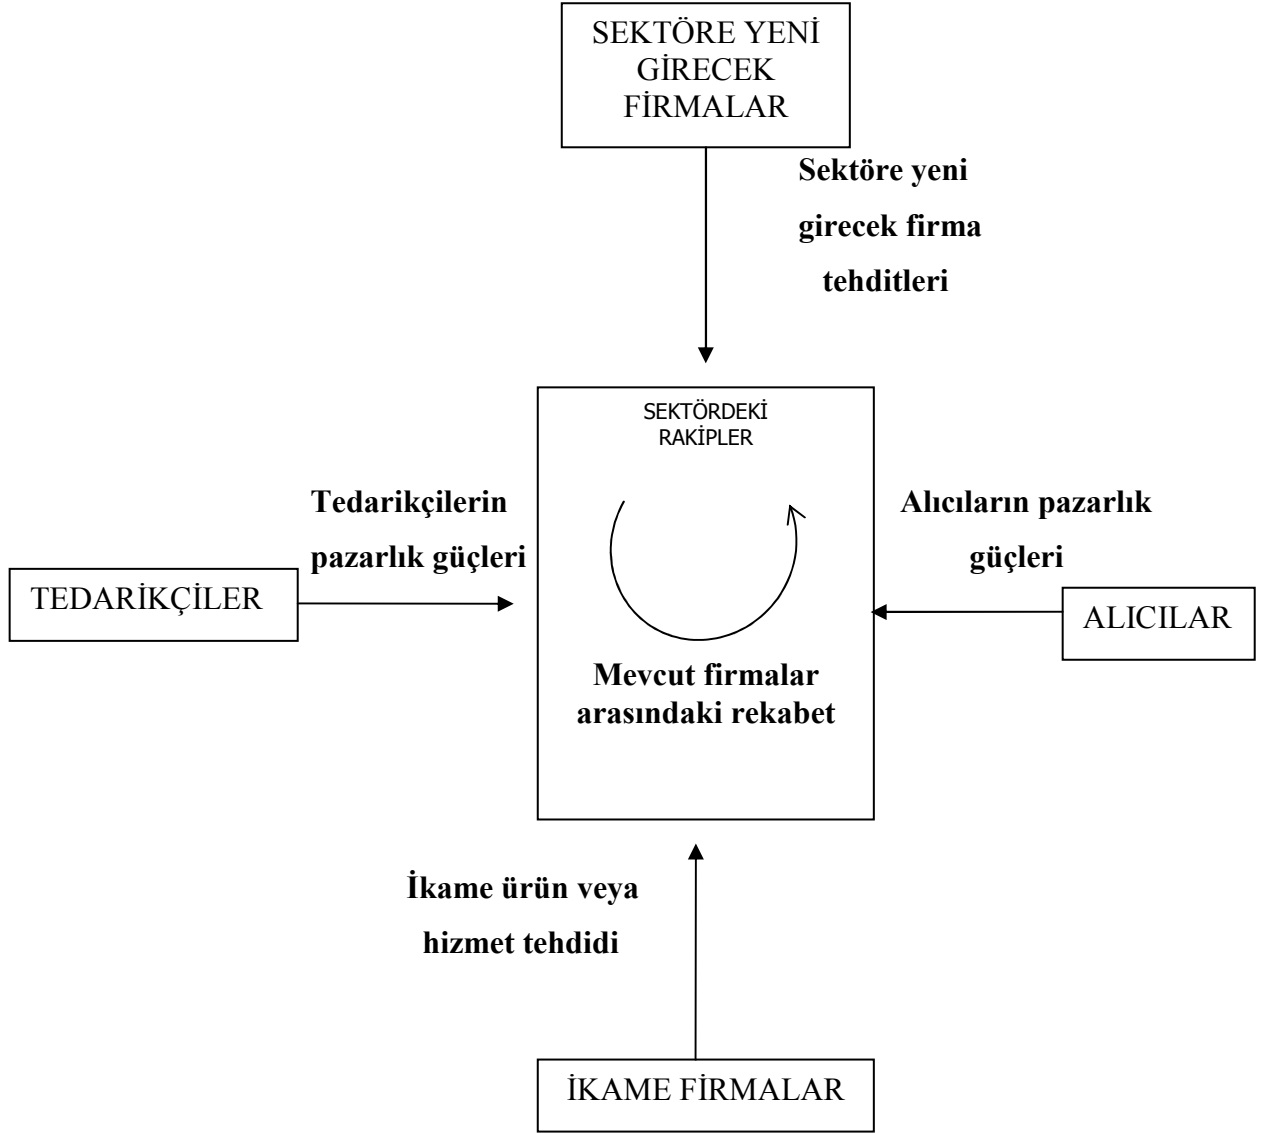 SEKTÖRE YENİ
GİRECEK
FİRMALAR
Sektöre yeni
girecek firma
tehditleri
SEKTÖRDEKİ
RAKİPLER
Tedarikçilerin
pazarlık güçleri
Alıcıların pazarlık
güçleri
TEDARİKÇİLER
ALICILAR
Mevcut firmalar
arasındaki rekabet
İkame ürün veya
hizmet tehdidi
İKAME FİRMALAR